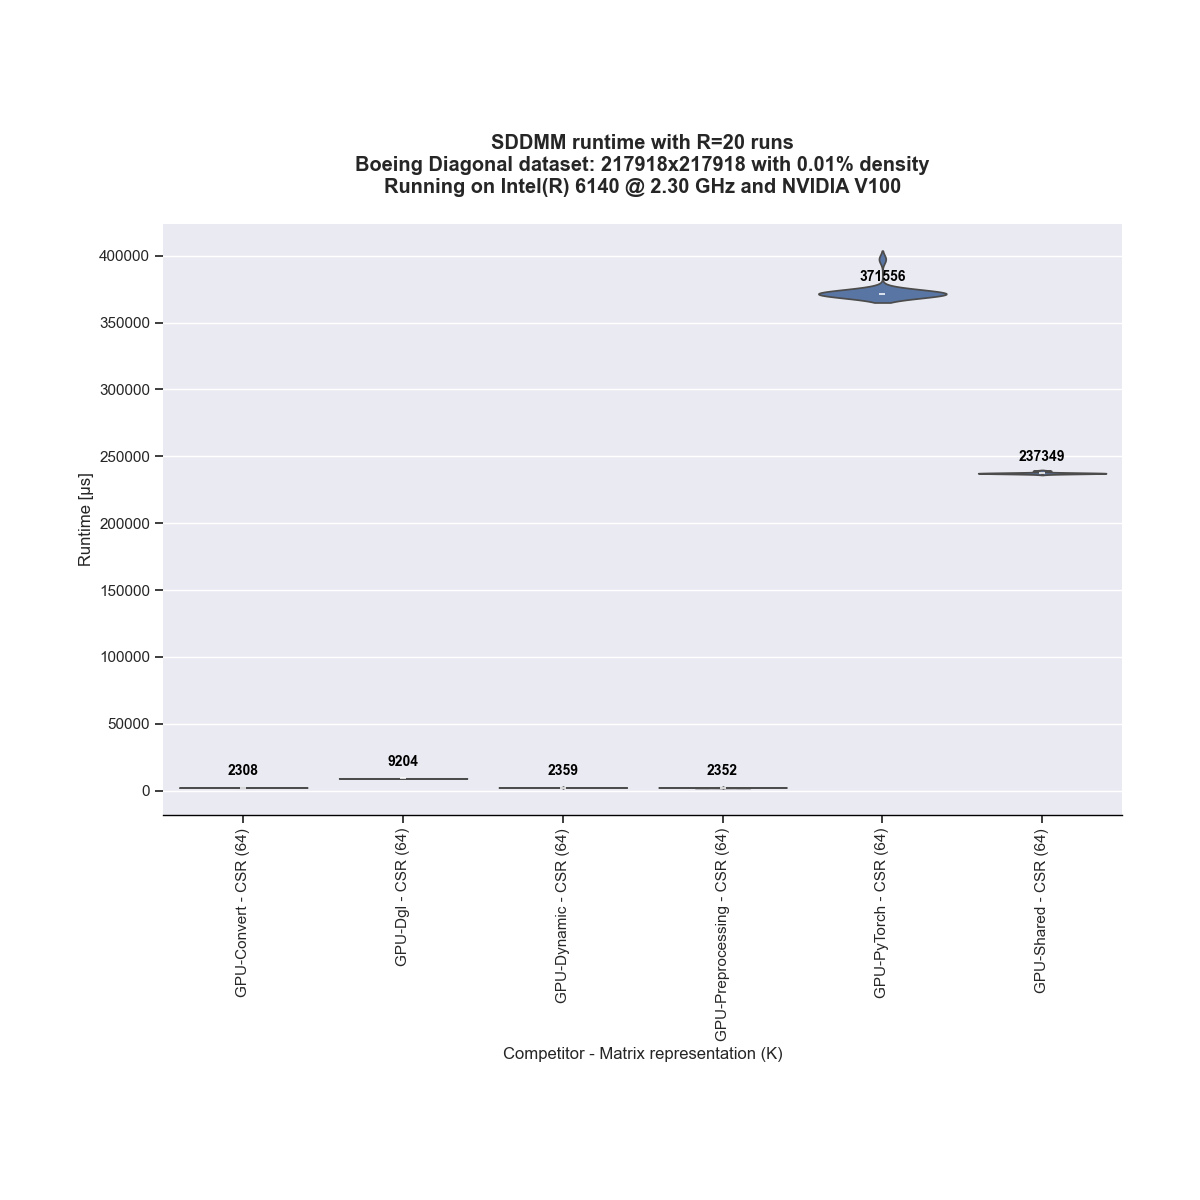 SDDMM runtime with R=20 runs
Boeing Diagonal dataset: 217918x217918 with 0.01% density
Running on Intel(R) 6140 @ 2.30 GHz and NVIDIA V100
Runtime [µs]
400000
350000
300000
250000
200000
150000
100000
50000
0
2308
9204
2359
2352
371556
237349
GPU-Convert - CSR (64)
GPU-Dgl - CSR (64)
GPU-Dynamic - CSR (64)
GPU-Preprocessing - CSR (64)
GPU-PyTorch - CSR (64)
GPU-Shared - CSR (64)
Competitor - Matrix representation (K)